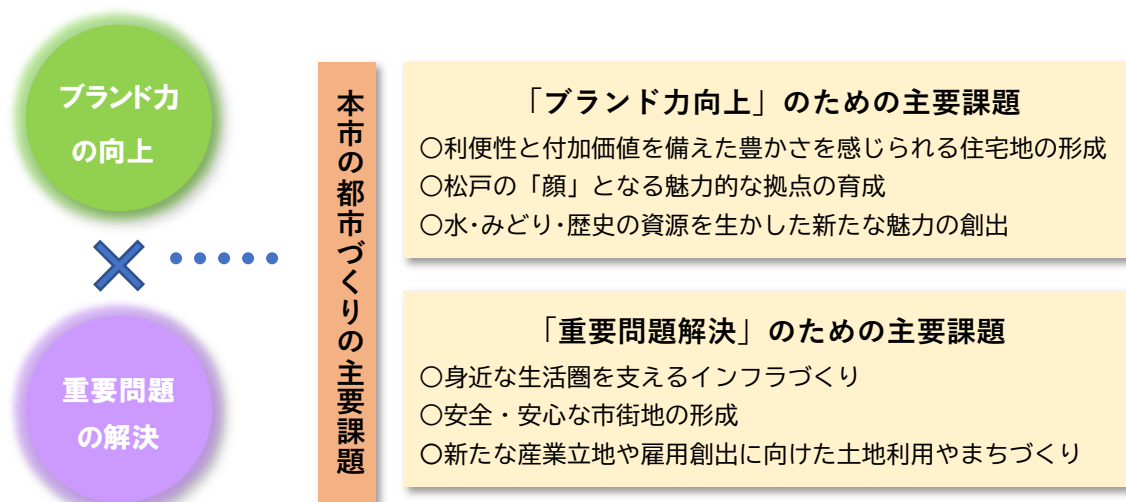 ブランド力
の向上
重要問題
の解決
本市の都市づくりの主要課題
「ブランド力向上」のための主要課題
〇利便性と付加価値を備えた豊かさを感じられる住宅地の形成
〇松戸の「顔」となる魅力的な拠点の育成
〇水・みどり・歴史の資源を生かした新たな魅力の創出
「重要問題解決」のための主要課題
〇身近な生活圏を支えるインフラづくり
〇安全・安心な市街地の形成
〇新たな産業立地や雇用創出に向けた土地利用やまちづくり